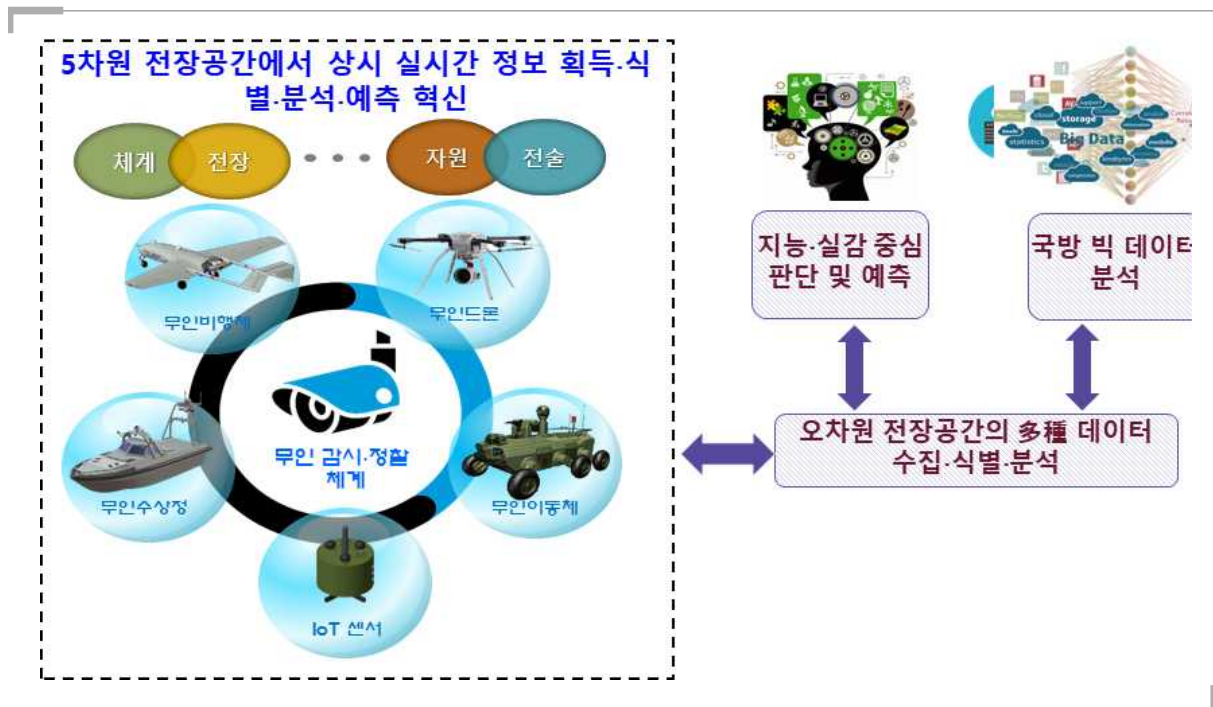 5차원 전장공간에서 상시 실시간 정보 획득·식
별·분석·예측 혁신
체계
전장
자원
전술
무인비행체
무인드론
무인 감시·정찰
체계
무인수상정
무인이동체
IoT 센서
storage
Big Data
statistics
지능·실감 중심
판단 및 예측
국방 빅 데이터
분석
오차원 전장공간의 多種 데이터
수집·식별·분석